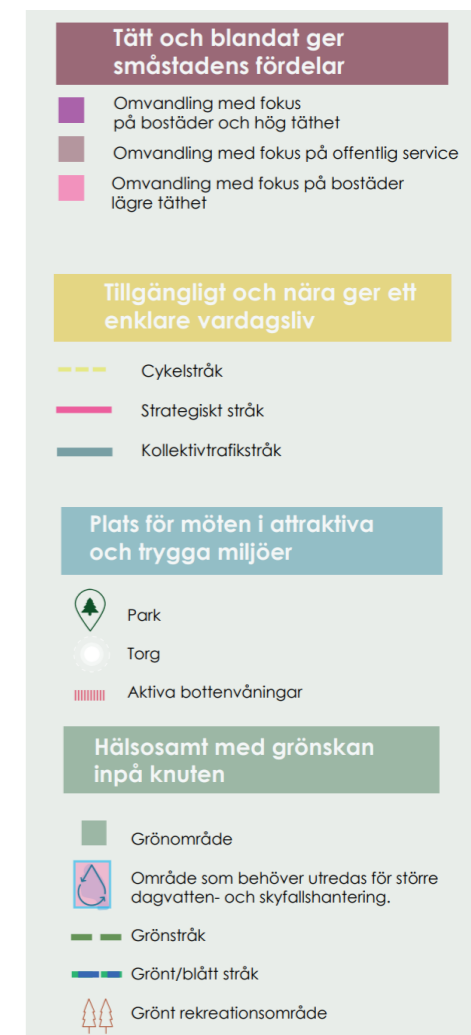 Tätt och blandat ger
småstadens fördelar
Omvandling med fokus
på bostäder och hög täthet
Omvandling med fokus på offentlig service
Omvandling med fokus på bostäder
lägre täthet
Tillgängligt och nära ger ett
enklare vardagsliv
Cykelstråk
Strategiskt stråk
Kollektivtrafikstråk
Plats för möten i attraktiva
och trygga miljöer
Park
Torg
Aktiva bottenvåningar
Hälsosamt med grönskan
inpå knuten
Grönområde
Område som behöver utredas för större
dagvatten- och skyfallshantering.
Grönstråk
Grönt/blått stråk
Grönt rekreationsområde